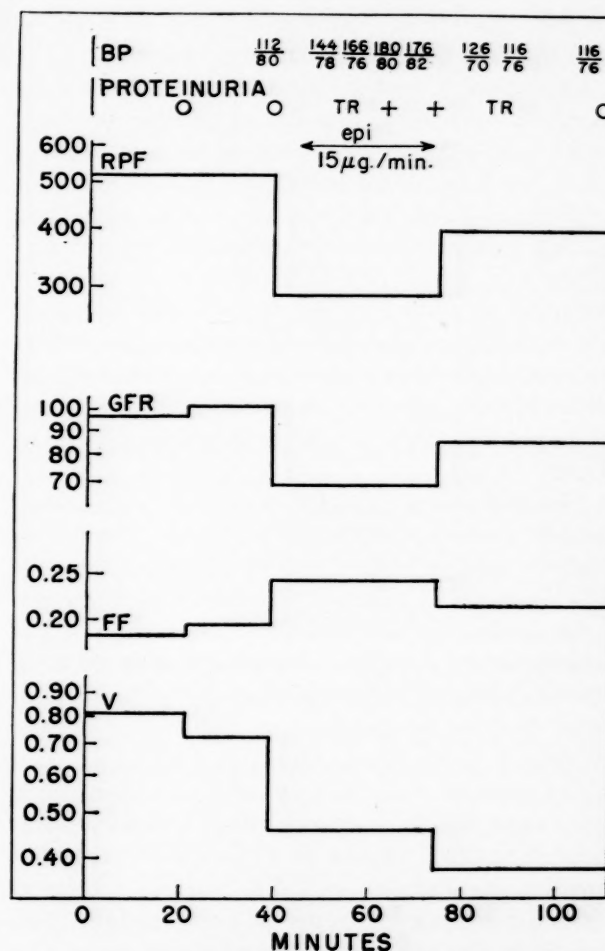 BP 112/80 144/78 166/76 180/80 176/82 126/70 116/76 116/76
PROTEINURIA
O O TR + + TR O
epi
15μg./min.
600
RPF
500
400
300
100
GFR
90
80
70
0.25
0.20
FF
0.90
V
0.80
0.70
0.60
0.50
0.40
0 20 40 60 80 100
MINUTES